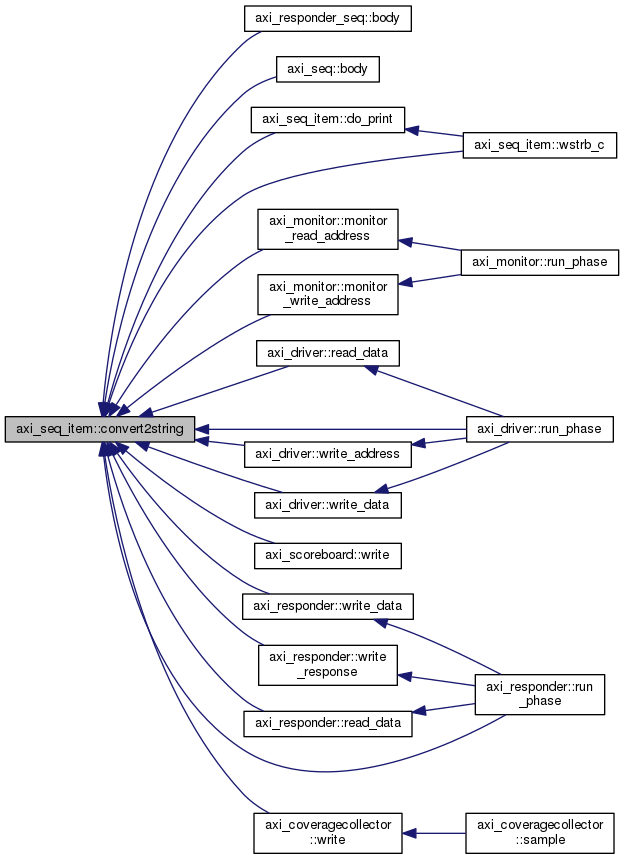 axi_responder_seq::body
axi_seq::body
axi_seq_item::do_print
axi_seq_item::wstrb_c
axi_monitor::monitor
_read_address
axi_monitor::run_phase
axi_monitor::monitor
_write_address
axi_driver::read_data
axi_seq_item::convert2string
axi_driver::run_phase
axi_driver::write_address
axi_driver::write_data
axi_scoreboard::write
axi_responder::write_data
axi_responder::write
_response
axi_responder::run
_phase
axi_responder::read_data
axi_coveragecollector
::write
axi_coveragecollector
::sample